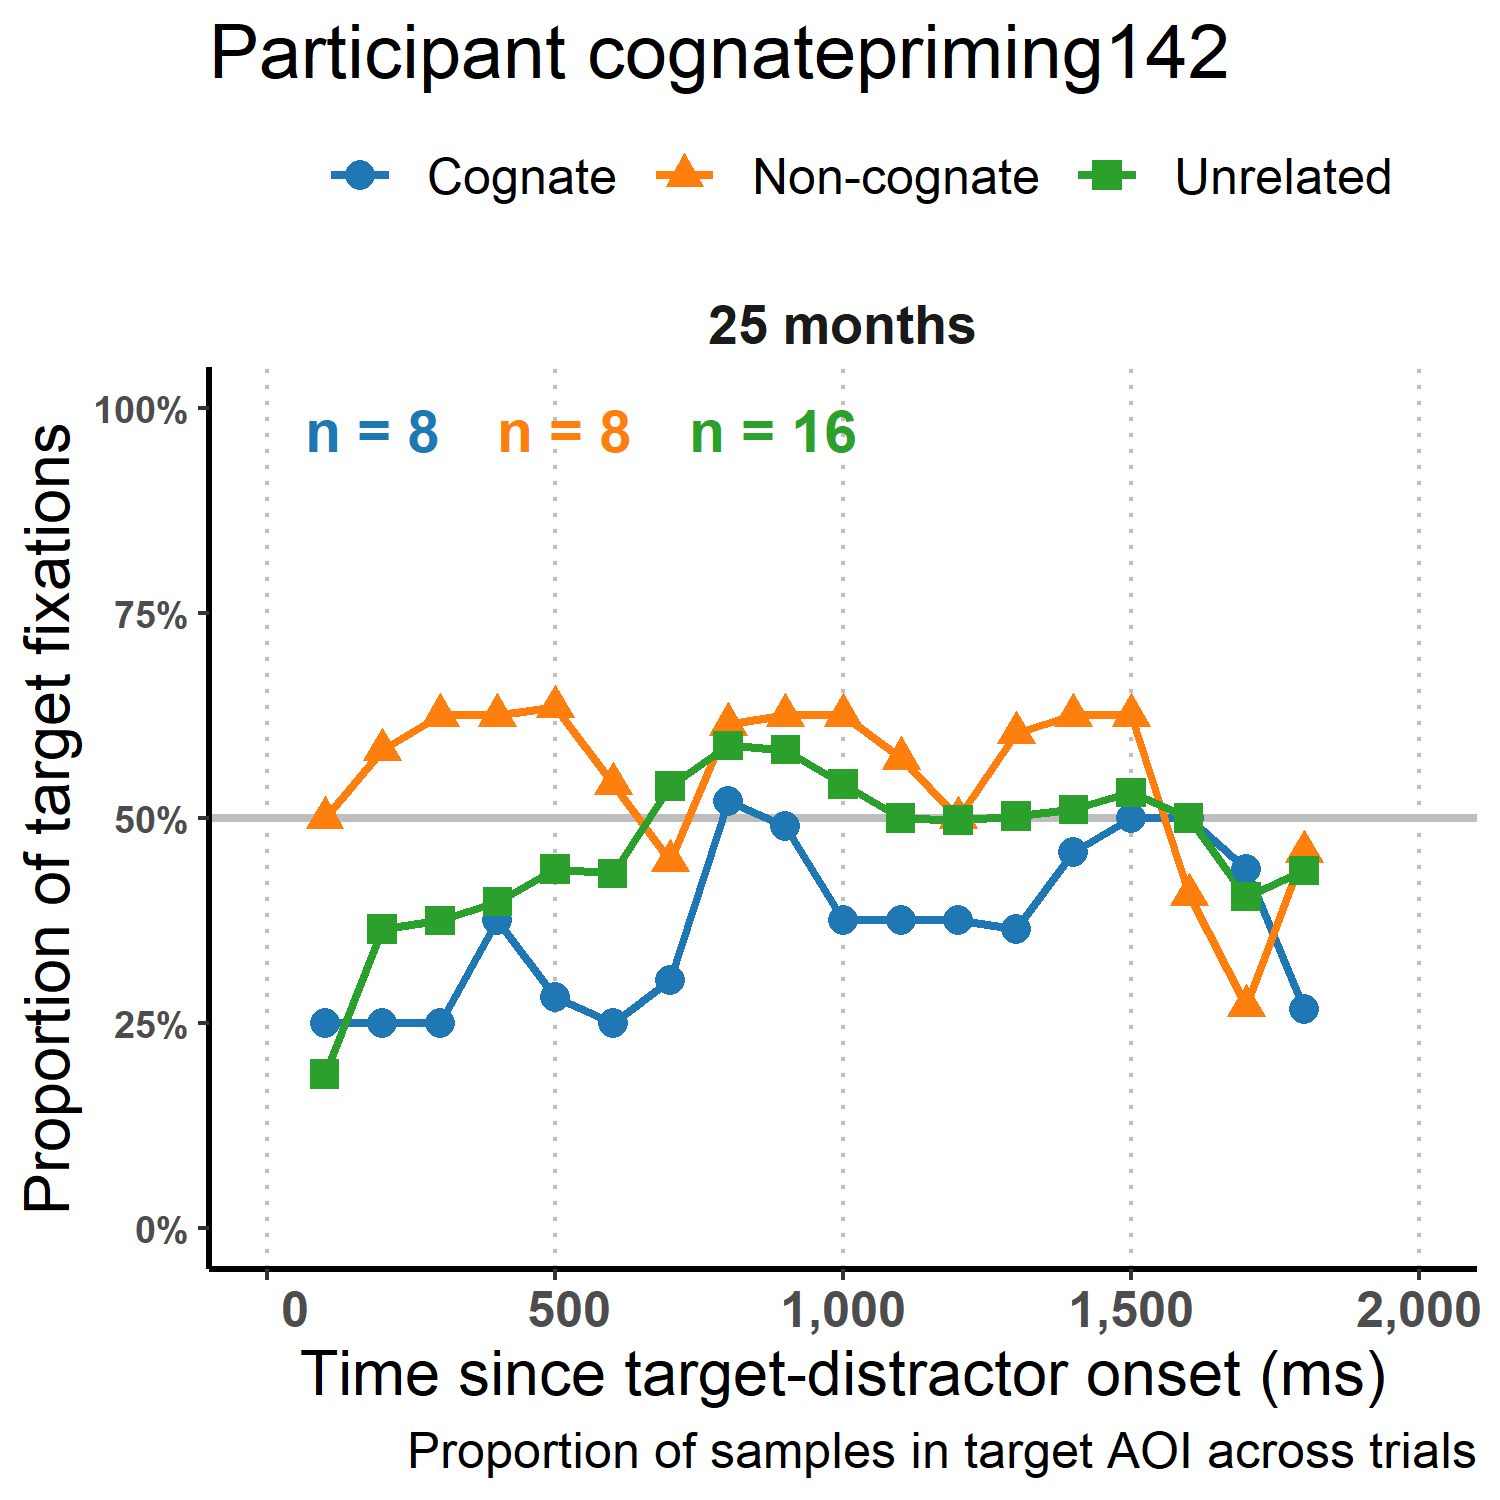 Participant cognatepriming142
Cognate Non-cognate Unrelated
25 months
n = 8 n = 8 n = 16
Proportion of target fixations
100%
75%
50%
25%
0%
0 500 1,000 1,500 2,000
Time since target-distractor onset (ms)
Proportion of samples in target AOI across trials